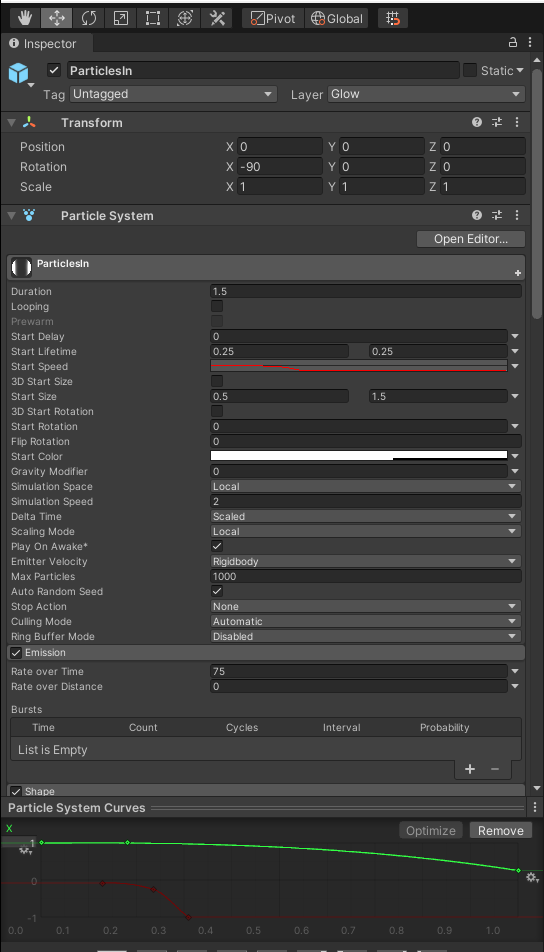 Pivot Global
Inspector
ParticlesIn Static
Tag Untagged Layer Glow
Transform
Position X 0 Y 0 Z 0
Rotation X -90 Y 0 Z 0
Scale X 1 Y 1 Z 1
Particle System
Open Editor...
ParticlesIn
Duration 1.5
Looping
Prewarm
Start Delay 0
Start Lifetime 0.25 0.25
Start Speed
3D Start Size
Start Size 0.5 1.5
3D Start Rotation
Start Rotation 0
Flip Rotation 0
Start Color
Gravity Modifier 0
Simulation Space Local
Simulation Speed 2
Delta Time Scaled
Scaling Mode Local
Play On Awake*
Emitter Velocity Rigidbody
Max Particles 1000
Auto Random Seed
Stop Action None
Culling Mode Automatic
Ring Buffer Mode Disabled
Emission
Rate over Time 75
Rate over Distance 0
Bursts
Time Count Cycles Interval Probability
List is Empty
+ −
Shape
Particle System Curves
X Optimize Remove
1
0
-1
0.0 0.1 0.2 0.3 0.4 0.5 0.6 0.7 0.8 0.9 1.0